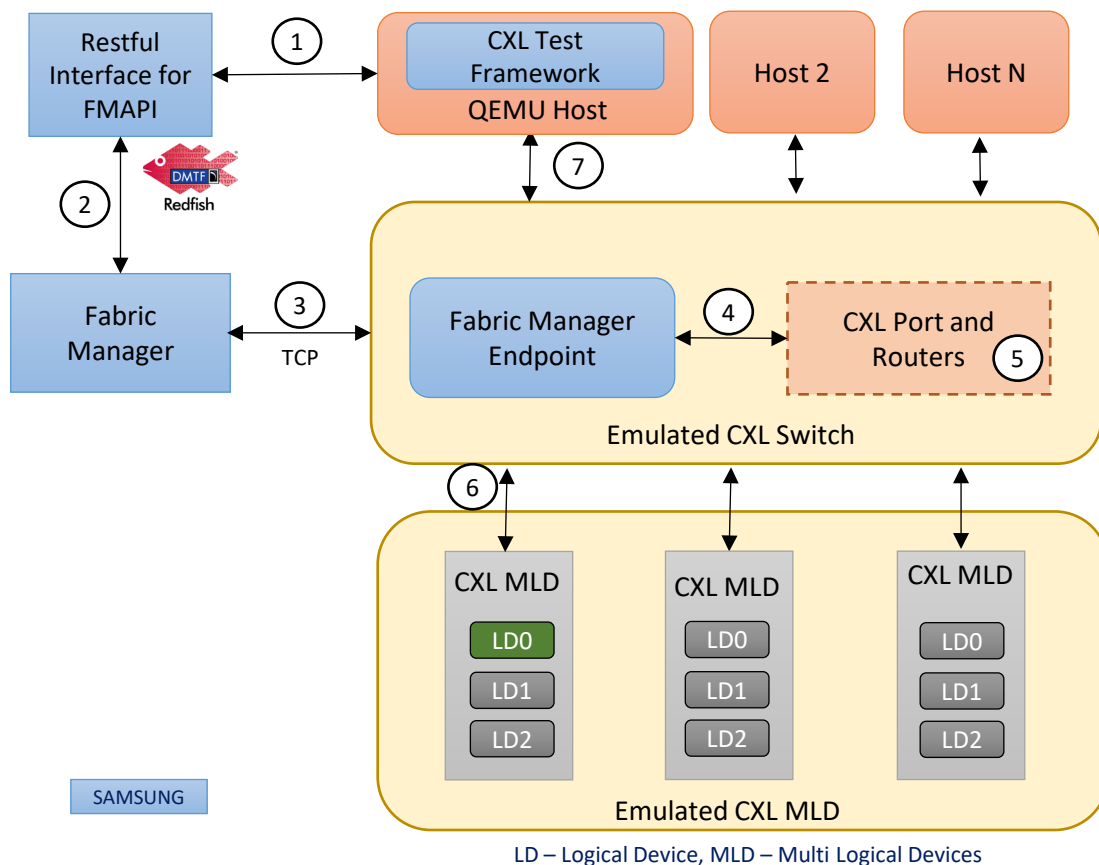 Restful
Interface for
FMAPI
1
CXL Test
Framework
QEMU Host
Host 2
Host N
2
DMTF
Redfish
7
Fabric
Manager
3
TCP
Fabric Manager
Endpoint
4
CXL Port and
Routers
5
Emulated CXL Switch
6
CXL MLD
LD0
LD1
LD2
CXL MLD
LD0
LD1
LD2
CXL MLD
LD0
LD1
LD2
SAMSUNG
Emulated CXL MLD
LD – Logical Device, MLD – Multi Logical Devices